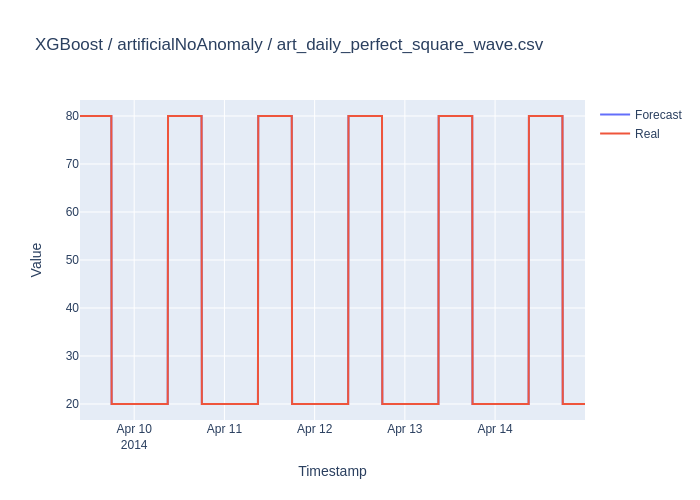 XGBoost / artificialNoAnomaly / art_daily_perfect_square_wave.csv
Forecast
Real
Value
80
70
60
50
40
30
20
Apr 10
2014
Apr 11
Apr 12
Apr 13
Apr 14
Timestamp